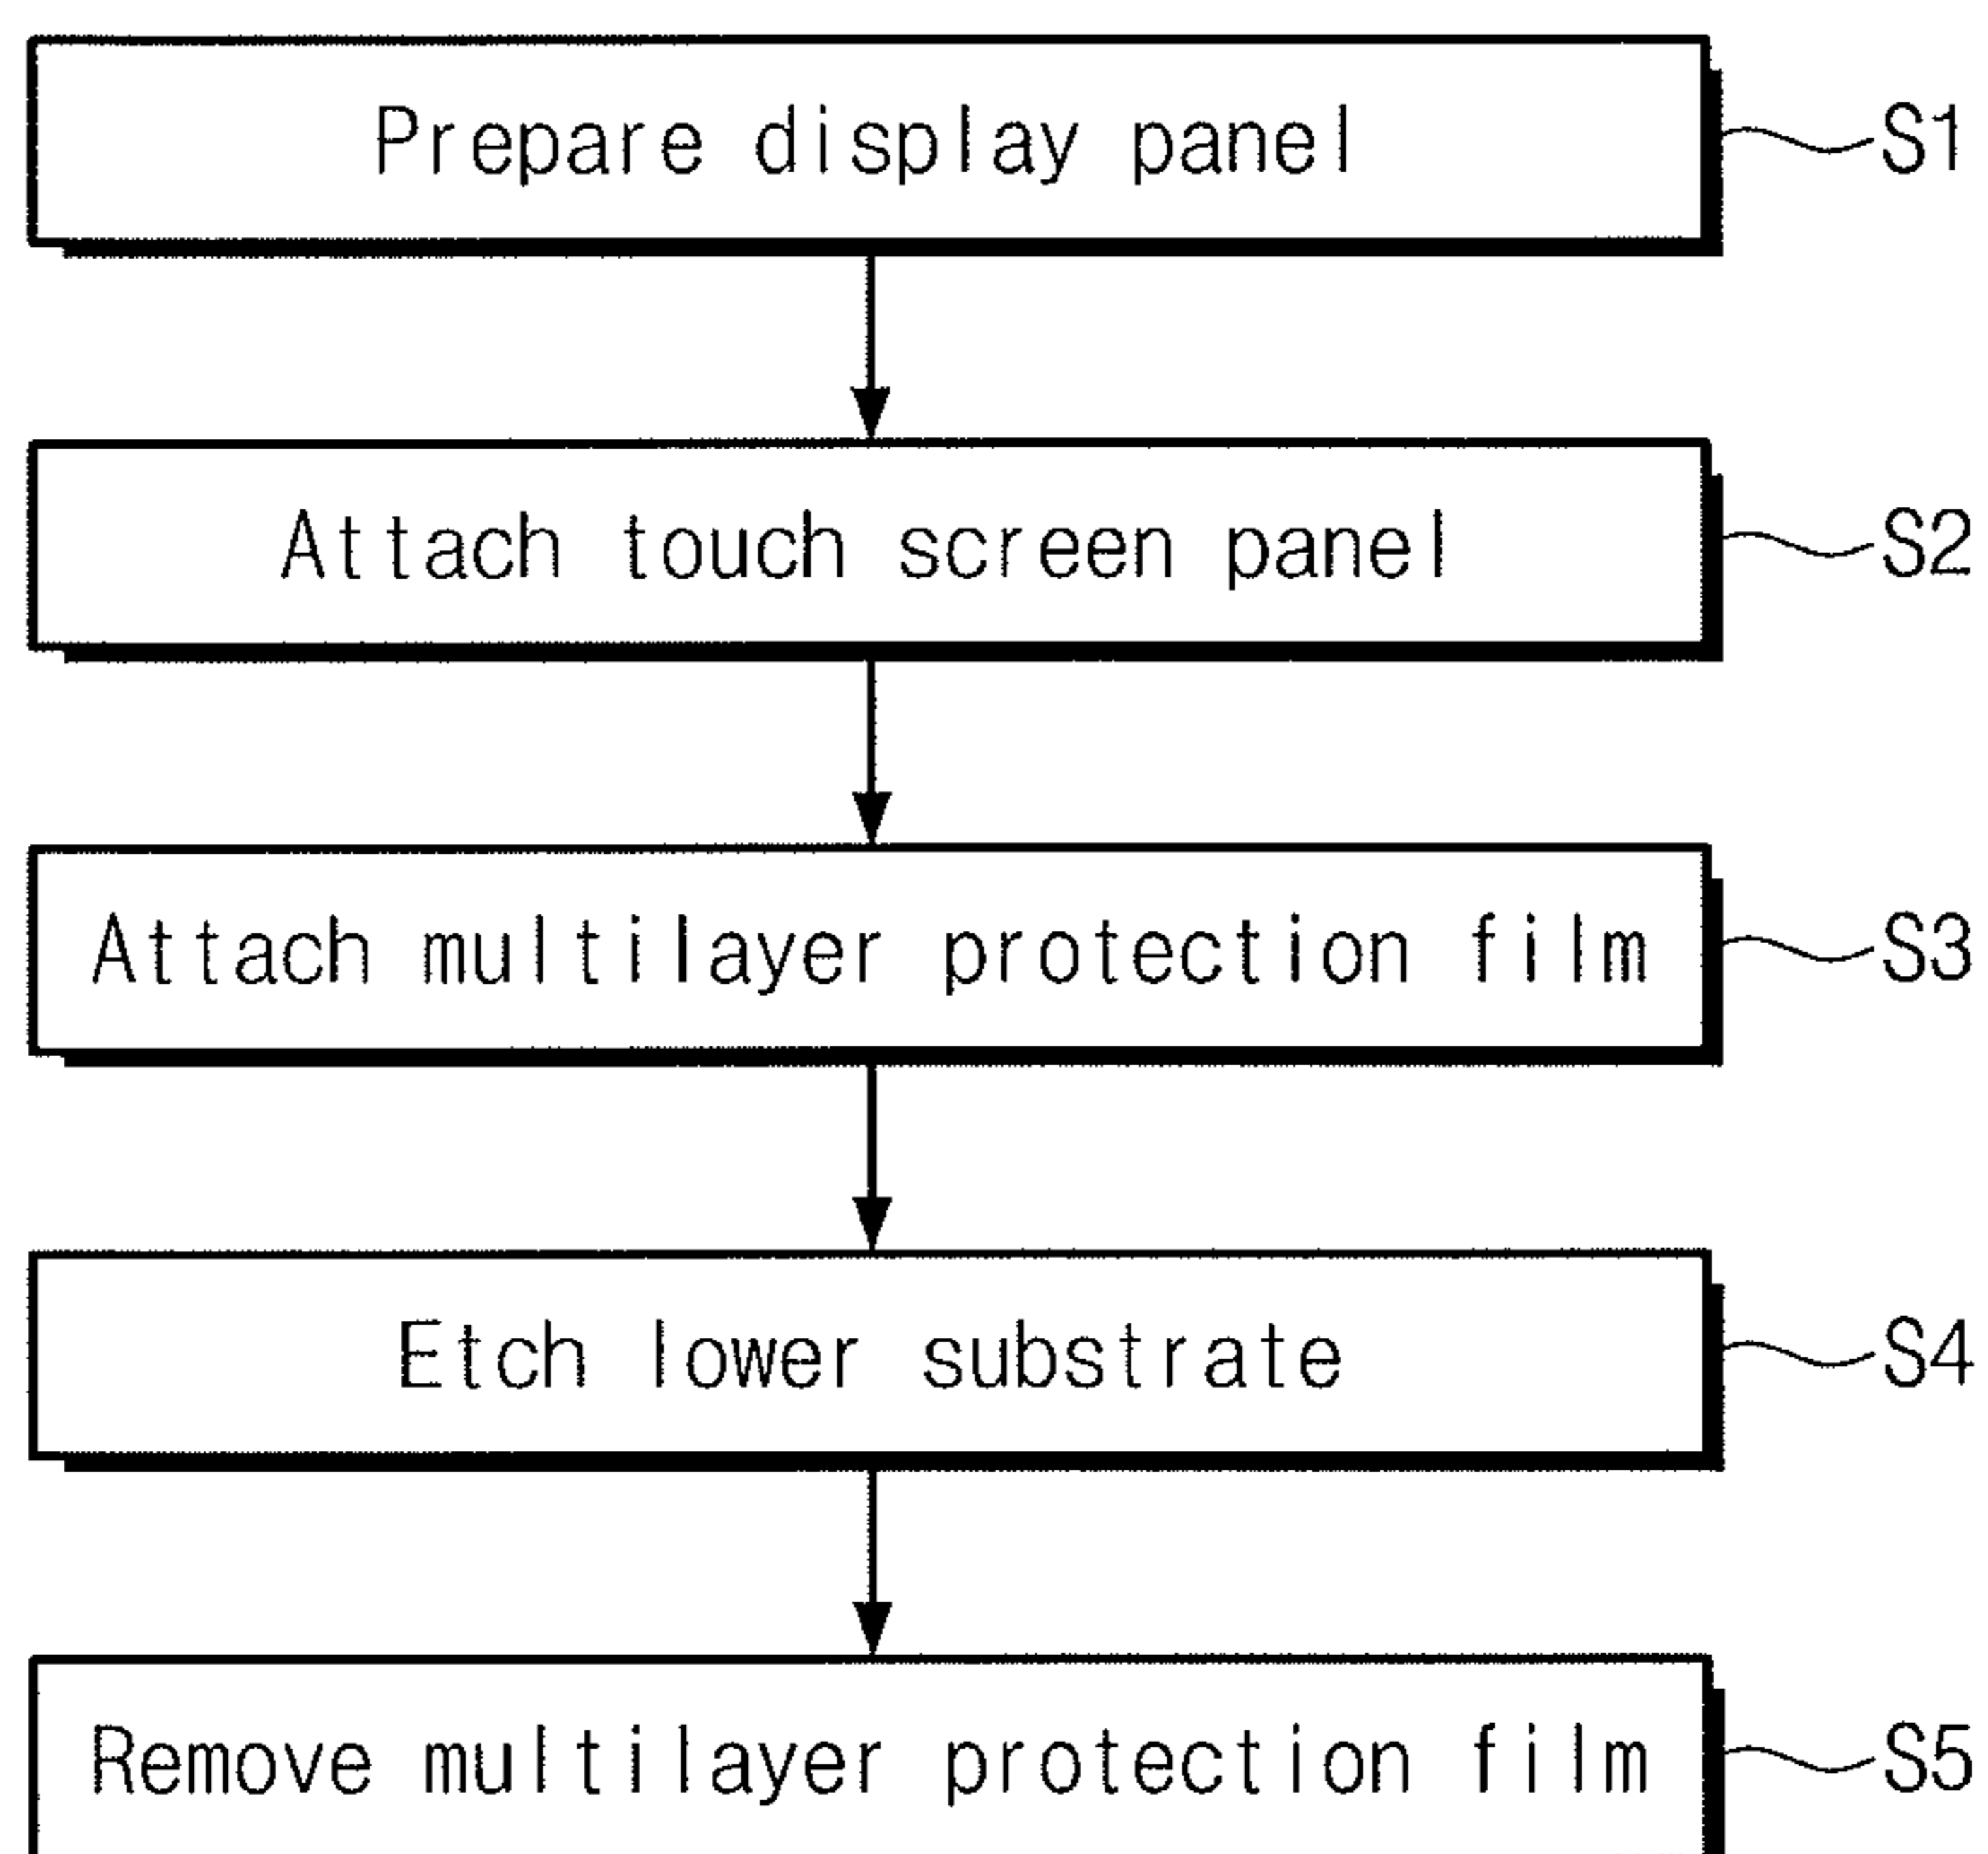 Prepare display panel S1
Attach touch screen panel S2
Attach multilayer protection film S3
Etch lower substrate S4
Remove multilayer protection film S5